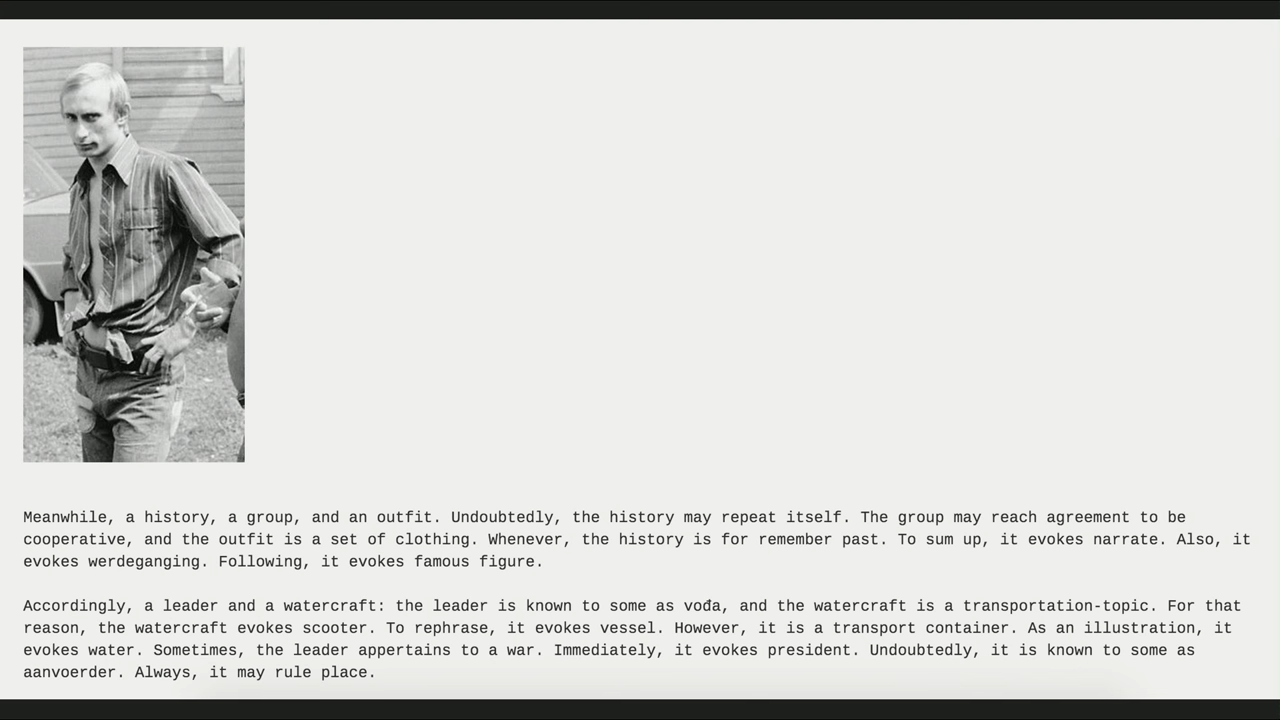 Meanwhile, a history, a group, and an outfit. Undoubtedly, the history may repeat itself. The group may reach agreement to be
cooperative, and the outfit is a set of clothing. Whenever, the history is for remember past. To sum up, it evokes narrate. Also, it
evokes werdeganging. Following, it evokes famous figure.
Accordingly, a leader and a watercraft: the leader is known to some as vođa, and the watercraft is a transportation-topic. For that
reason, the watercraft evokes scooter. To rephrase, it evokes vessel. However, it is a transport container. As an illustration, it
evokes water. Sometimes, the leader appertains to a war. Immediately, it evokes president. Undoubtedly, it is known to some as
aanvoerder. Always, it may rule place.